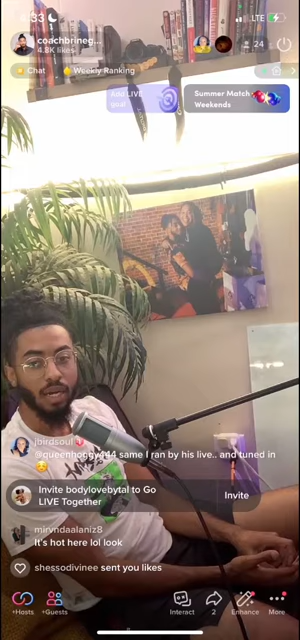 6:33
LTE
coachbrineg...
4.8K likes
24
Chat
Weekly Ranking
Add LIVE
goal
Summer Match
Weekends
jbirdsoul
@queenhoggy444 same I ran by his live.. and tuned in
Invite bodylovebytal to Go
LIVE Together
Invite
mirvndaalaniz8
It's hot here lol look
shessodivinee sent you likes
+Hosts
+Guests
Interact
2
Enhance
More